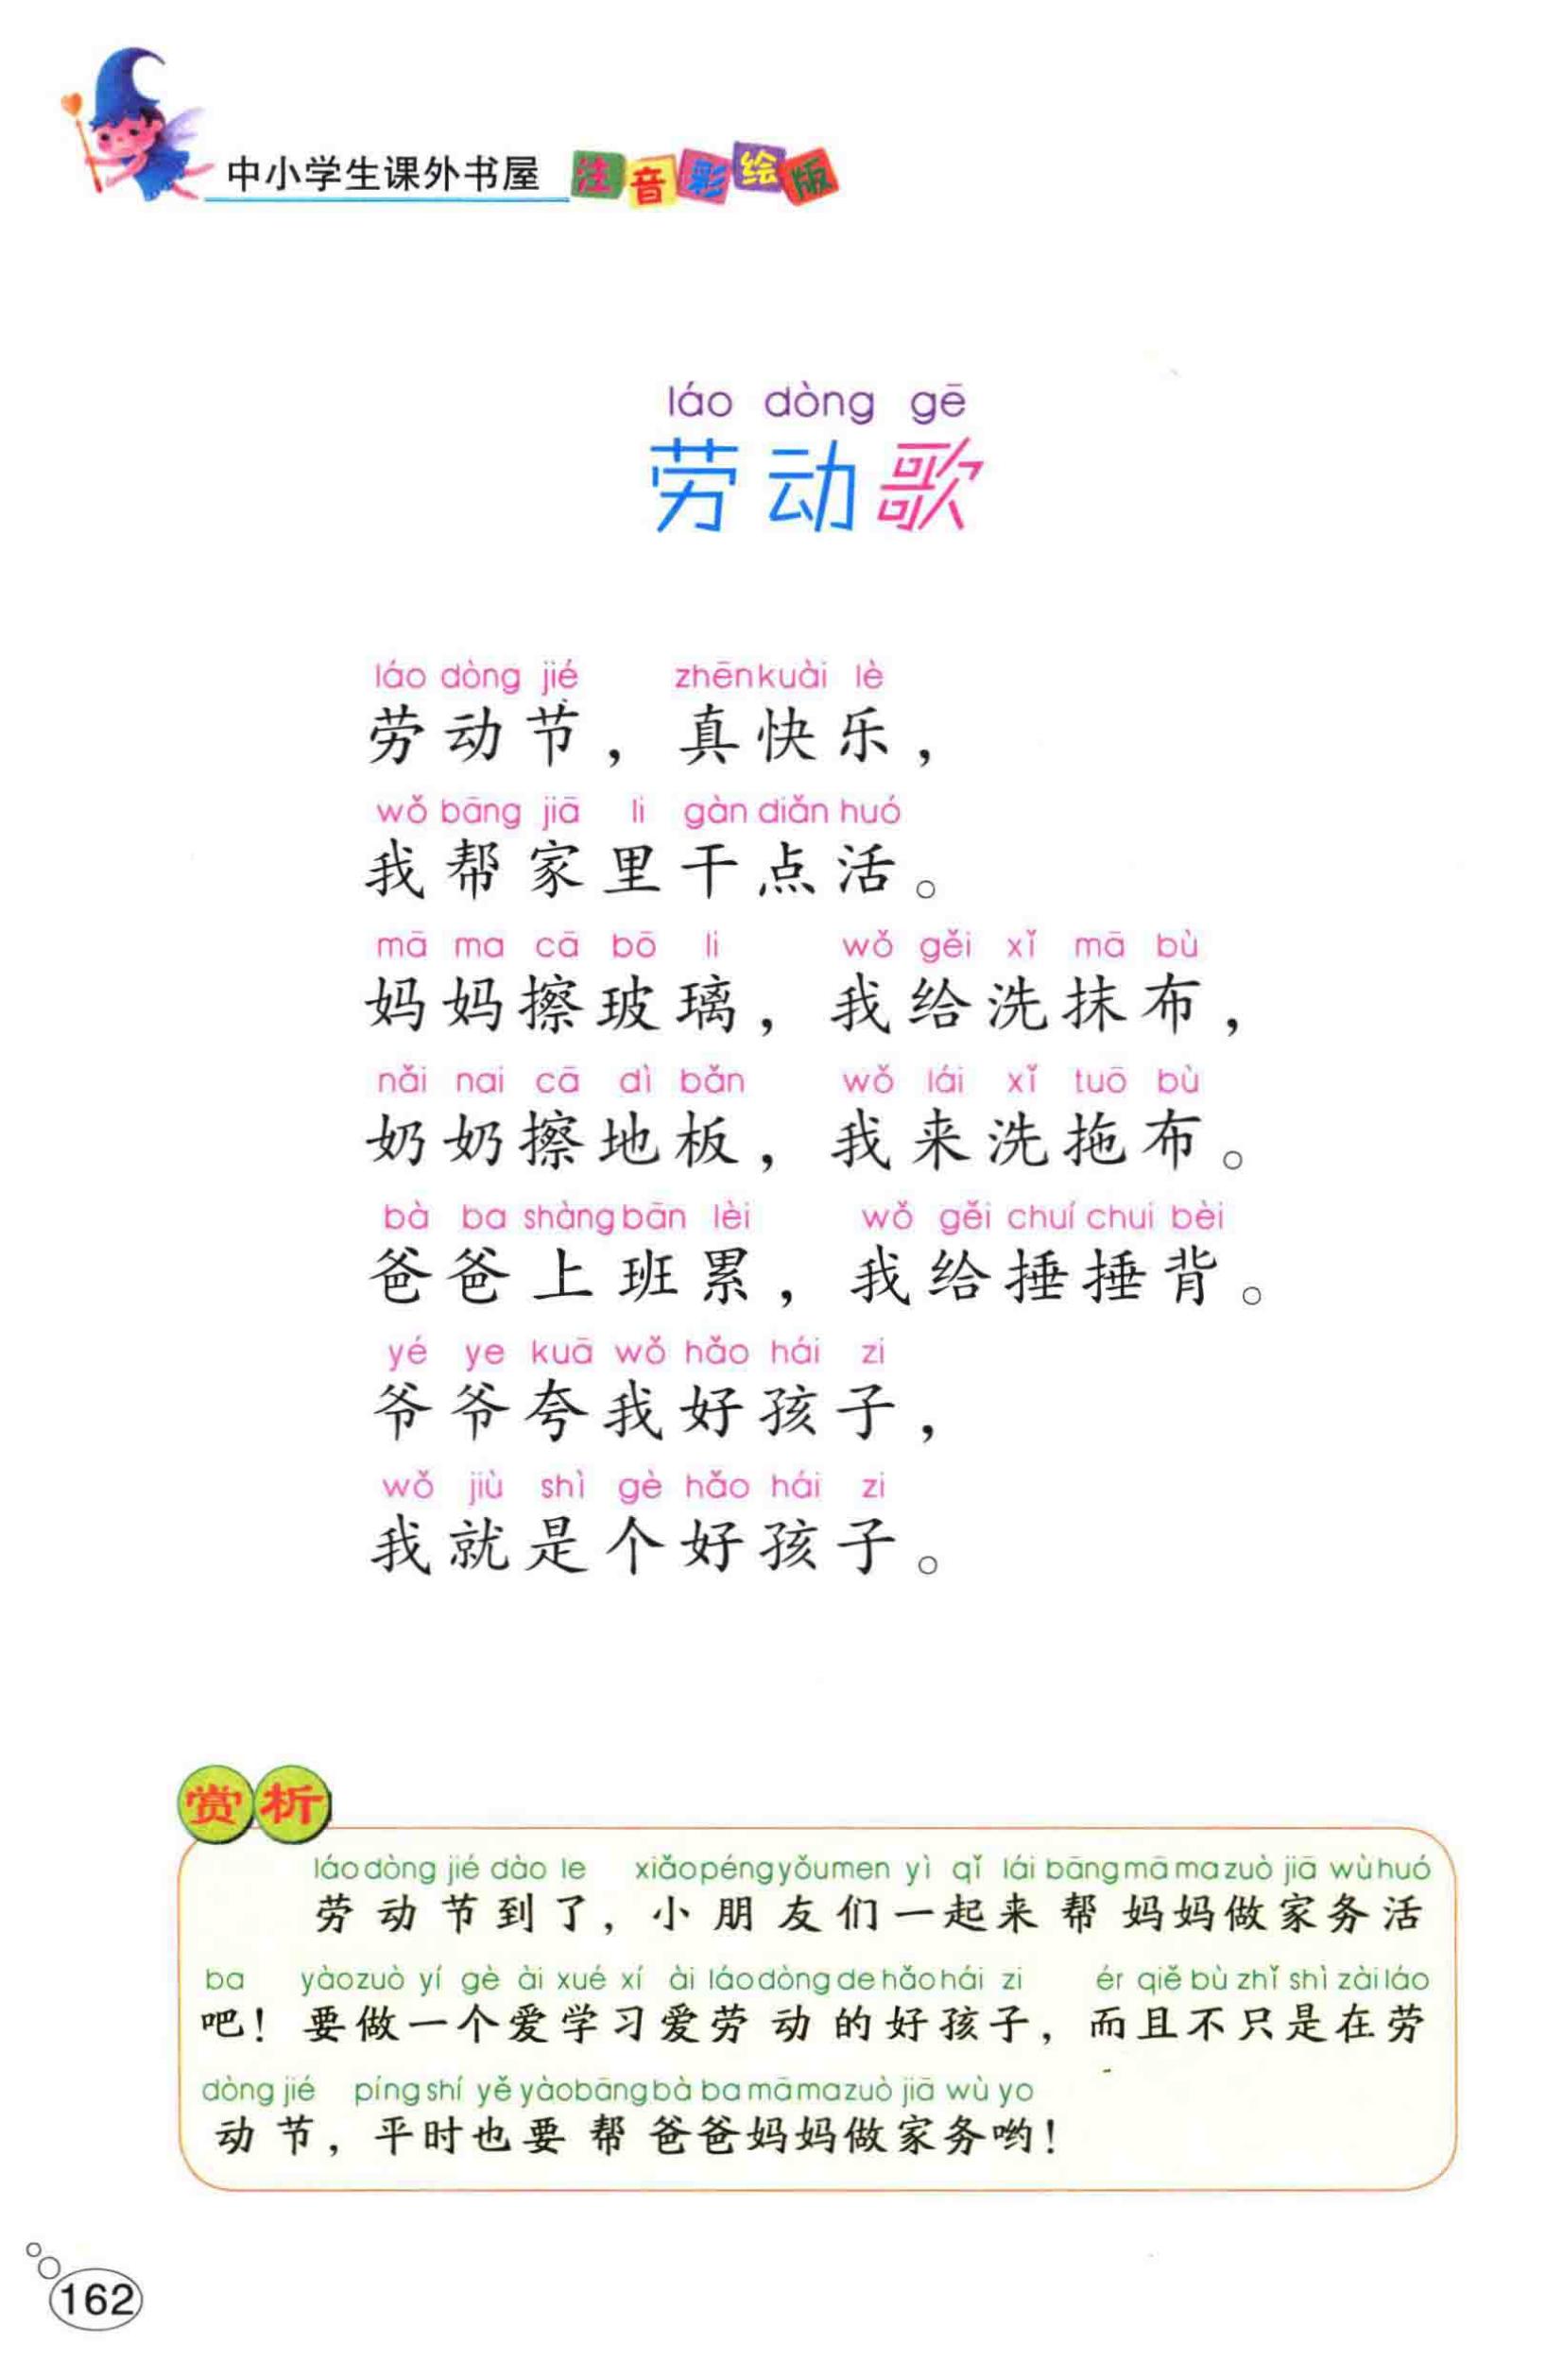 中小学生课外书屋 注音彩绘版
láo dòng gē
劳动歌
láo dòng jié zhēn kuài lè
劳动节，真快乐，
wǒ bāng jiā li gàn diǎn huó
我帮家里干点活。
mā ma cā bō li wǒ gěi xǐ mā bù
妈妈擦玻璃，我给洗抹布，
nǎi nai cā dì bǎn wǒ lái xǐ tuō bù
奶奶擦地板，我来洗拖布。
bà ba shàng bān lèi wǒ gěi chuí chui bèi
爸爸上班累，我给捶捶背。
yé ye kuā wǒ hǎo hái zi
爷爷夸我好孩子，
wǒ jiù shì gè hǎo hái zi
我就是个好孩子。
赏析
láo dòng jié dào le xiǎo péng yǒu men yì qǐ lái bāng mā ma zuò jiā wù huó
劳动节到了，小朋友们一起来帮妈妈做家务活
ba yào zuò yí gè ài xué xí ài láo dòng de hǎo hái zi ér qiě bù zhǐ shì zài láo
吧！要做一个爱学习爱劳动的好孩子，而且不只是在劳
dòng jié píng shí yě yào bāng bà ba mā ma zuò jiā wù yo
动节，平时也要帮爸爸妈妈做家务哟！
162